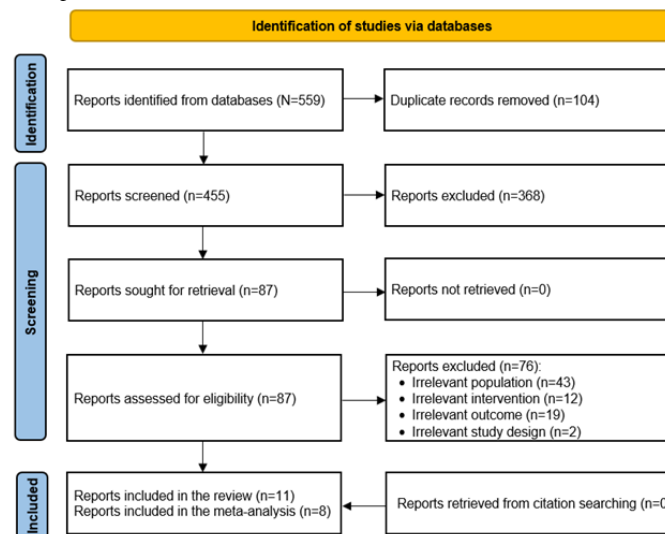 Identification of studies via databases
Identification
Reports identified from databases (N=559)
Duplicate records removed (n=104)
Screening
Reports screened (n=455)
Reports excluded (n=368)
Reports sought for retrieval (n=87)
Reports not retrieved (n=0)
Reports assessed for eligibility (n=87)
Reports excluded (n=76):
• Irrelevant population (n=43)
• Irrelevant intervention (n=12)
• Irrelevant outcome (n=19)
• Irrelevant study design (n=2)
Included
Reports included in the review (n=11)
Reports included in the meta-analysis (n=8)
Reports retrieved from citation searching (n=0